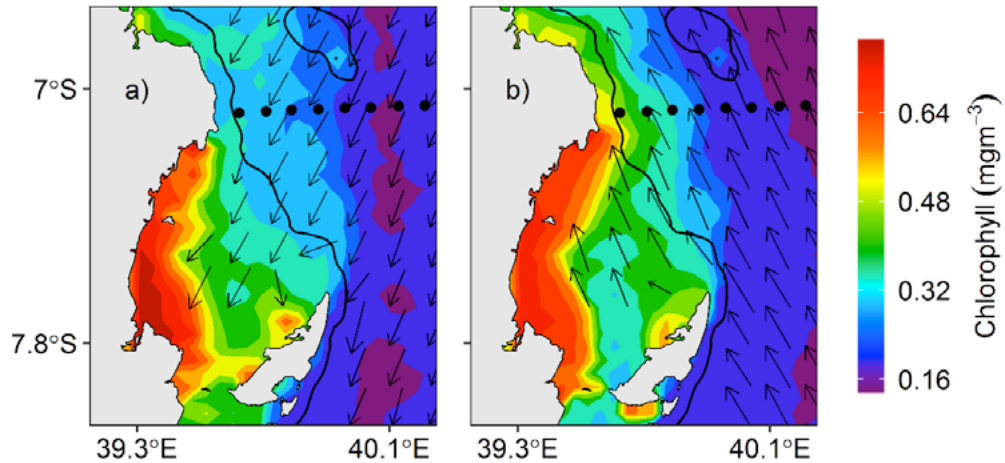 a)
b)
7°S
7.8°S
39.3°E
40.1°E
39.3°E
40.1°E
0.64
0.48
0.32
0.16
Chlorophyll (mgm⁻³)